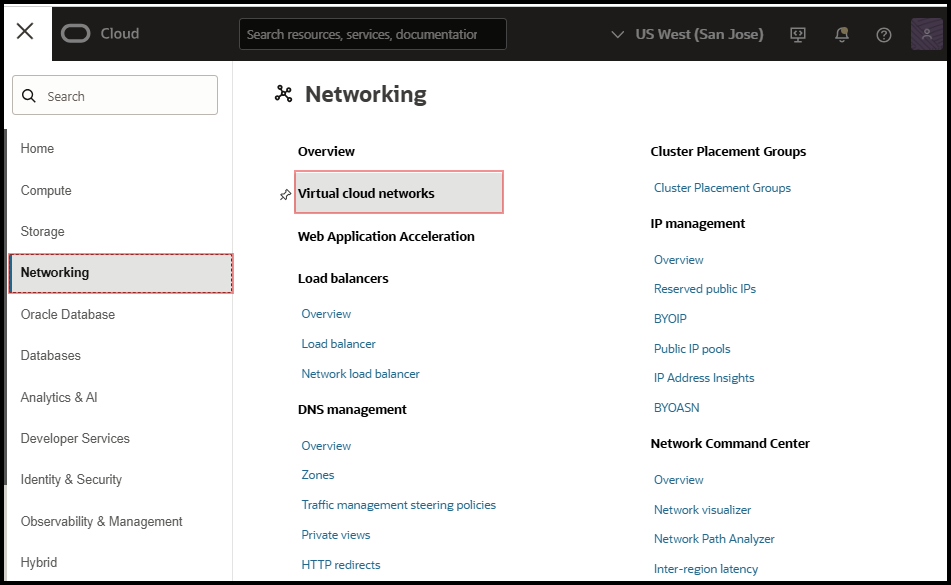 Cloud
Search resources, services, documentation
US West (San Jose)
Search
Home
Compute
Storage
Networking
Oracle Database
Databases
Analytics & AI
Developer Services
Identity & Security
Observability & Management
Hybrid
Networking
Overview
Virtual cloud networks
Web Application Acceleration
Load balancers
Overview
Load balancer
Network load balancer
DNS management
Overview
Zones
Traffic management steering policies
Private views
HTTP redirects
Cluster Placement Groups
Cluster Placement Groups
IP management
Overview
Reserved public IPs
BYOIP
Public IP pools
IP Address Insights
BYOASN
Network Command Center
Overview
Network visualizer
Network Path Analyzer
Inter-region latency